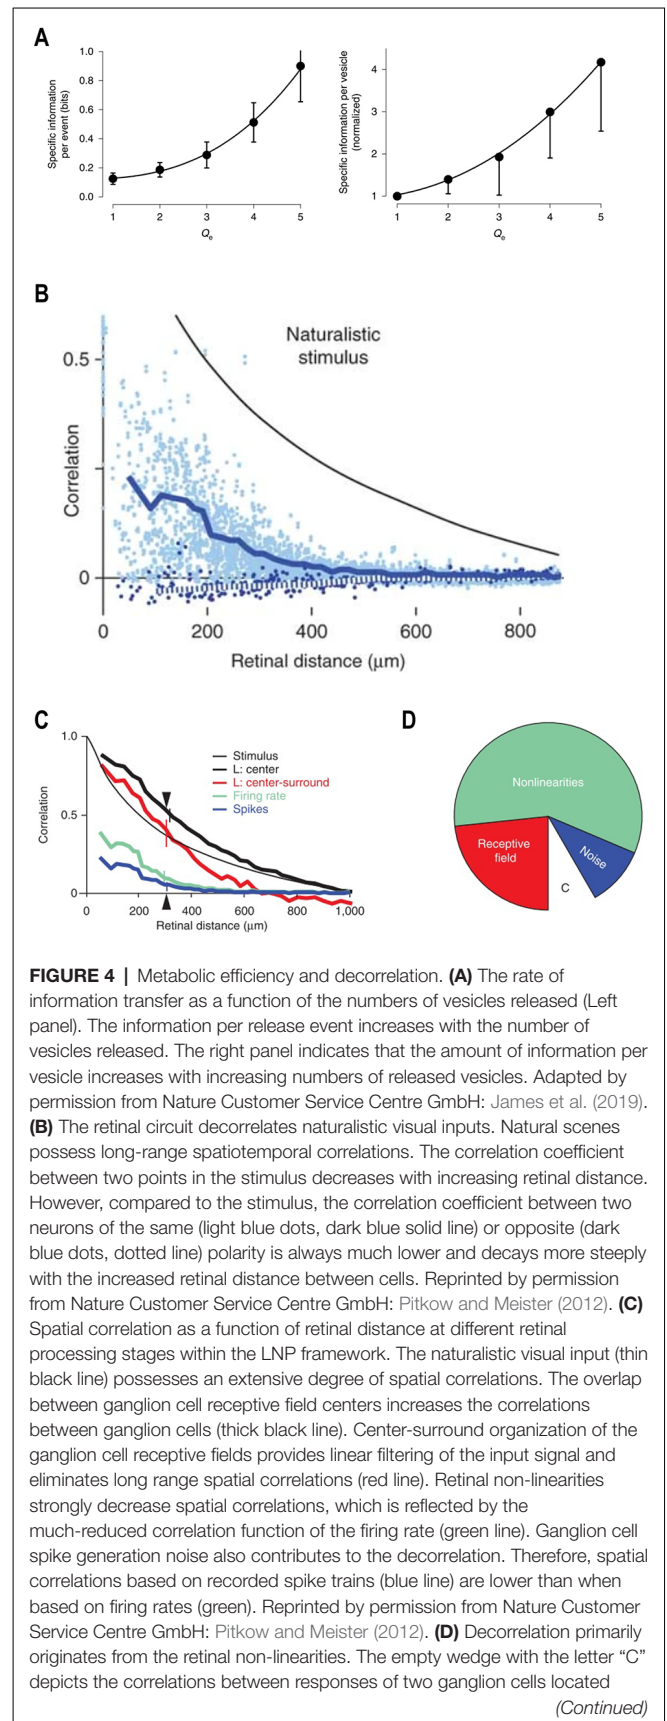 A
Specific information
per event (bits)
1.0
0.8
0.6
0.4
0.2
0.0
1 2 3 4 5
Qe
Specific information per vesicle
(normalized)
4
3
2
1
1 2 3 4 5
Qe
B
Naturalistic
stimulus
Correlation
0.5
0
0 200 400 600 800
Retinal distance (μm)
C
Correlation
1.0
0.5
0
Stimulus
L: center
L: center-surround
Firing rate
Spikes
0 200 400 600 800 1,000
Retinal distance (μm)
D
Nonlinearities
Receptive
field
Noise
C
FIGURE 4 | Metabolic efficiency and decorrelation. (A) The rate of
information transfer as a function of the numbers of vesicles released (Left
panel). The information per release event increases with the number of
vesicles released. The right panel indicates that the amount of information per
vesicle increases with increasing numbers of released vesicles. Adapted by
permission from Nature Customer Service Centre GmbH: James et al. (2019).
(B) The retinal circuit decorrelates naturalistic visual inputs. Natural scenes
possess long-range spatiotemporal correlations. The correlation coefficient
between two points in the stimulus decreases with increasing retinal distance.
However, compared to the stimulus, the correlation coefficient between two
neurons of the same (light blue dots, dark blue solid line) or opposite (dark
blue dots, dotted line) polarity is always much lower and decays more steeply
with the increased retinal distance between cells. Reprinted by permission
from Nature Customer Service Centre GmbH: Pitkow and Meister (2012). (C)
Spatial correlation as a function of retinal distance at different retinal
processing stages within the LNP framework. The naturalistic visual input (thin
black line) possesses an extensive degree of spatial correlations. The overlap
between ganglion cell receptive field centers increases the correlations
between ganglion cells (thick black line). Center-surround organization of the
ganglion cell receptive fields provides linear filtering of the input signal and
eliminates long range spatial correlations (red line). Retinal non-linearities
strongly decrease spatial correlations, which is reflected by the
much-reduced correlation function of the firing rate (green line). Ganglion cell
spike generation noise also contributes to the decorrelation. Therefore, spatial
correlations based on recorded spike trains (blue line) are lower than when
based on firing rates (green). Reprinted by permission from Nature Customer
Service Centre GmbH: Pitkow and Meister (2012). (D) Decorrelation primarily
originates from the retinal non-linearities. The empty wedge with the letter “C”
depicts the correlations between responses of two ganglion cells located
(Continued)